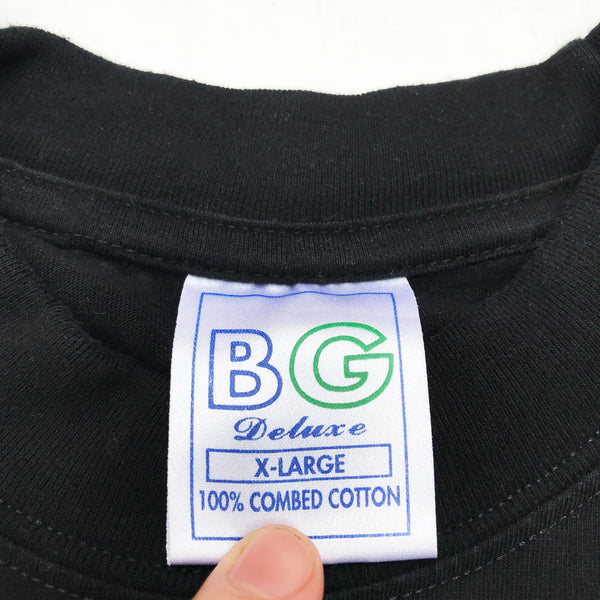 BG
Deluxe
X-LARGE
100% COMBED COTTON